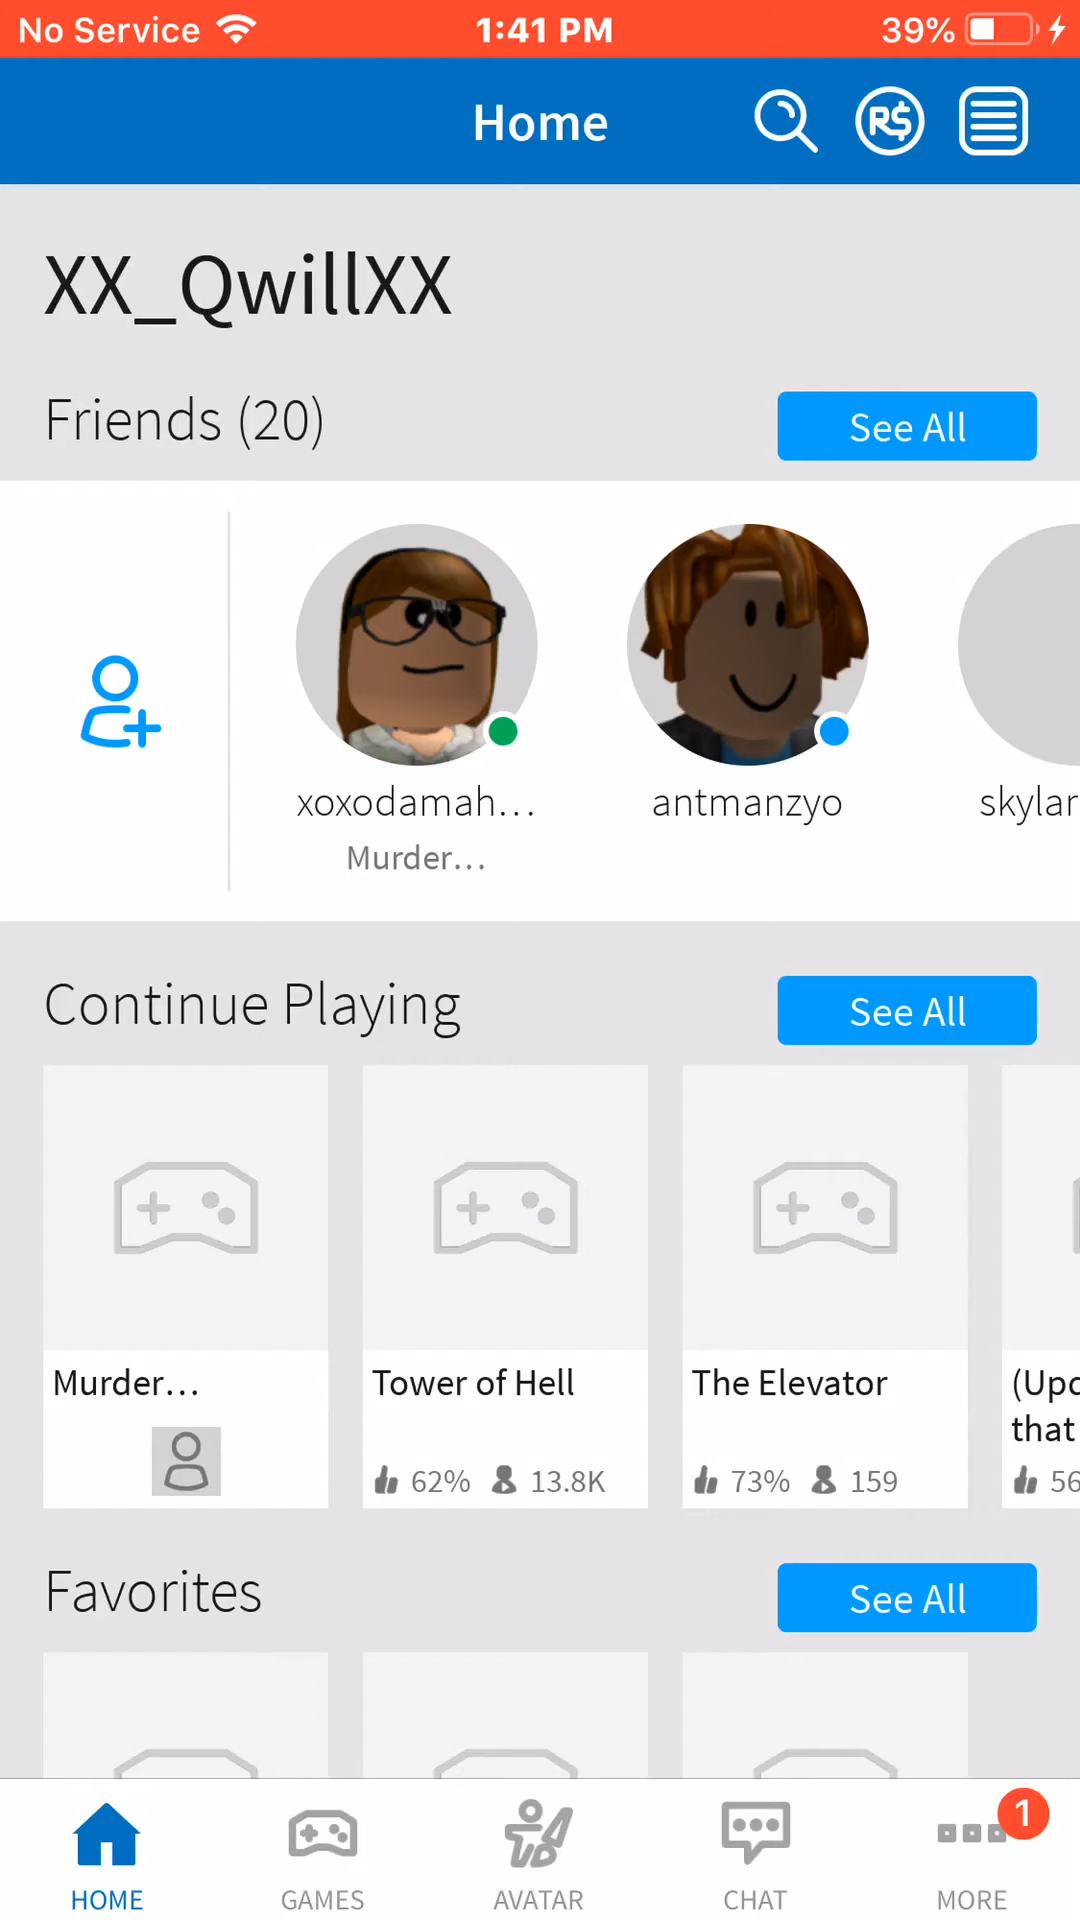 No Service 1:41 PM 39%
Home R$
XX_QwillXX
Friends (20) See All
xoxodamah... antmanzyo skylar
Murder...
Continue Playing See All
Murder... Tower of Hell The Elevator (Upd
that
62% 13.8K 73% 159 56
Favorites See All
1
HOME GAMES AVATAR CHAT MORE